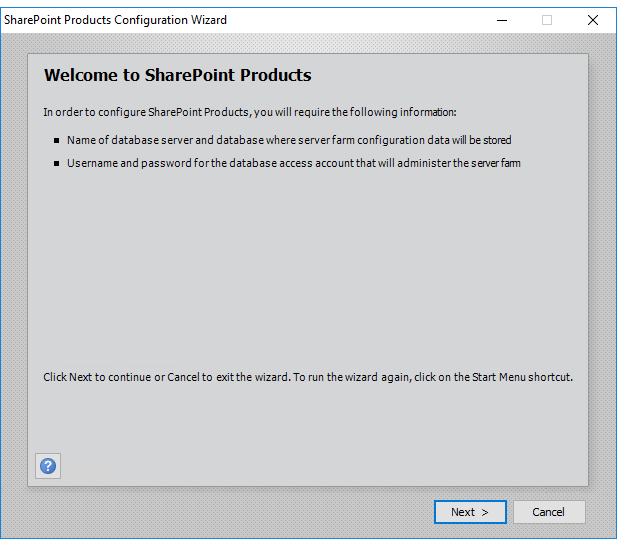 SharePoint Products Configuration Wizard
Welcome to SharePoint Products
In order to configure SharePoint Products, you will require the following information:
Name of database server and database where server farm configuration data will be stored
Username and password for the database access account that will administer the server farm
Click Next to continue or Cancel to exit the wizard. To run the wizard again, click on the Start Menu shortcut.
?
Next >
Cancel